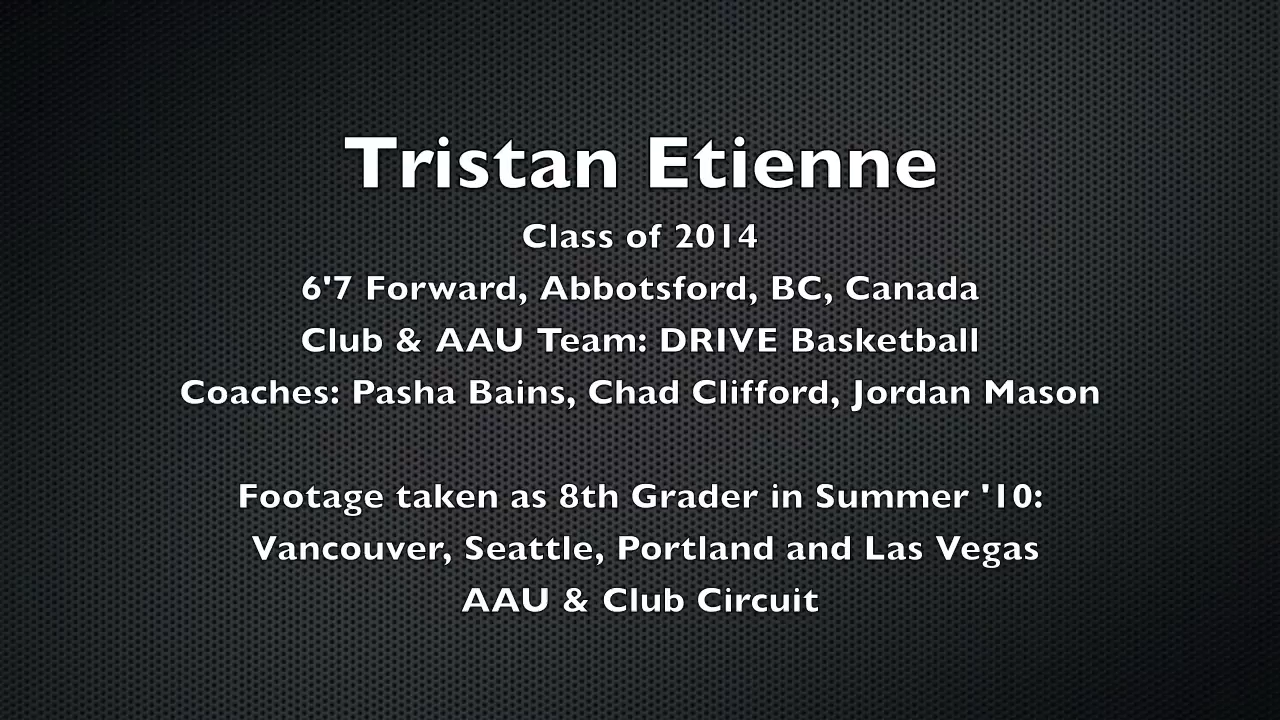 Tristan Etienne
Class of 2014
6'7 Forward, Abbotsford, BC, Canada
Club & AAU Team: DRIVE Basketball
Coaches: Pasha Bains, Chad Clifford, Jordan Mason
Footage taken as 8th Grader in Summer '10:
Vancouver, Seattle, Portland and Las Vegas
AAU & Club Circuit